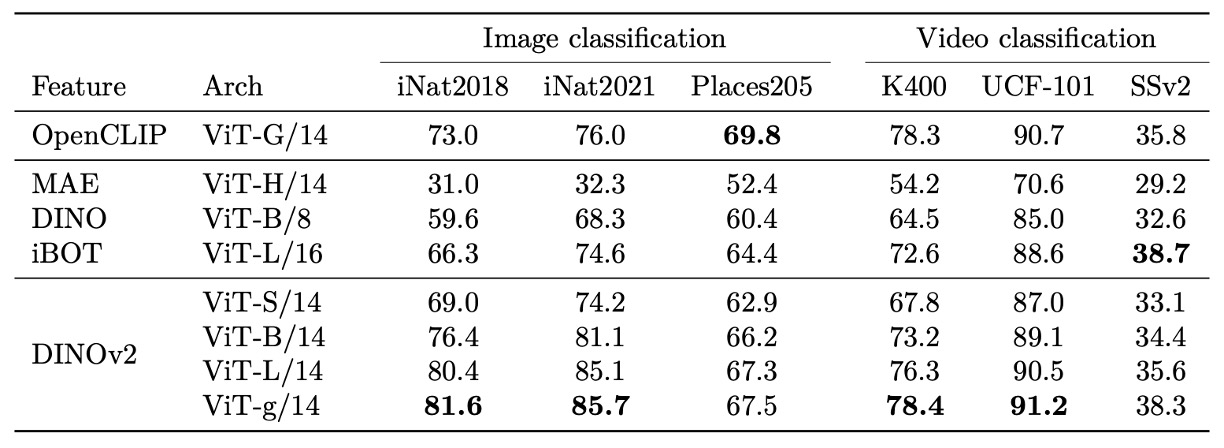 Image classification Video classification
Feature Arch iNat2018 iNat2021 Places205 K400 UCF-101 SSv2
OpenCLIP ViT-G/14 73.0 76.0 69.8 78.3 90.7 35.8
MAE ViT-H/14 31.0 32.3 52.4 54.2 70.6 29.2
DINO ViT-B/8 59.6 68.3 60.4 64.5 85.0 32.6
iBOT ViT-L/16 66.3 74.6 64.4 72.6 88.6 38.7
ViT-S/14 69.0 74.2 62.9 67.8 87.0 33.1
ViT-B/14 76.4 81.1 66.2 73.2 89.1 34.4
DINOv2
ViT-L/14 80.4 85.1 67.3 76.3 90.5 35.6
ViT-g/14 81.6 85.7 67.5 78.4 91.2 38.3